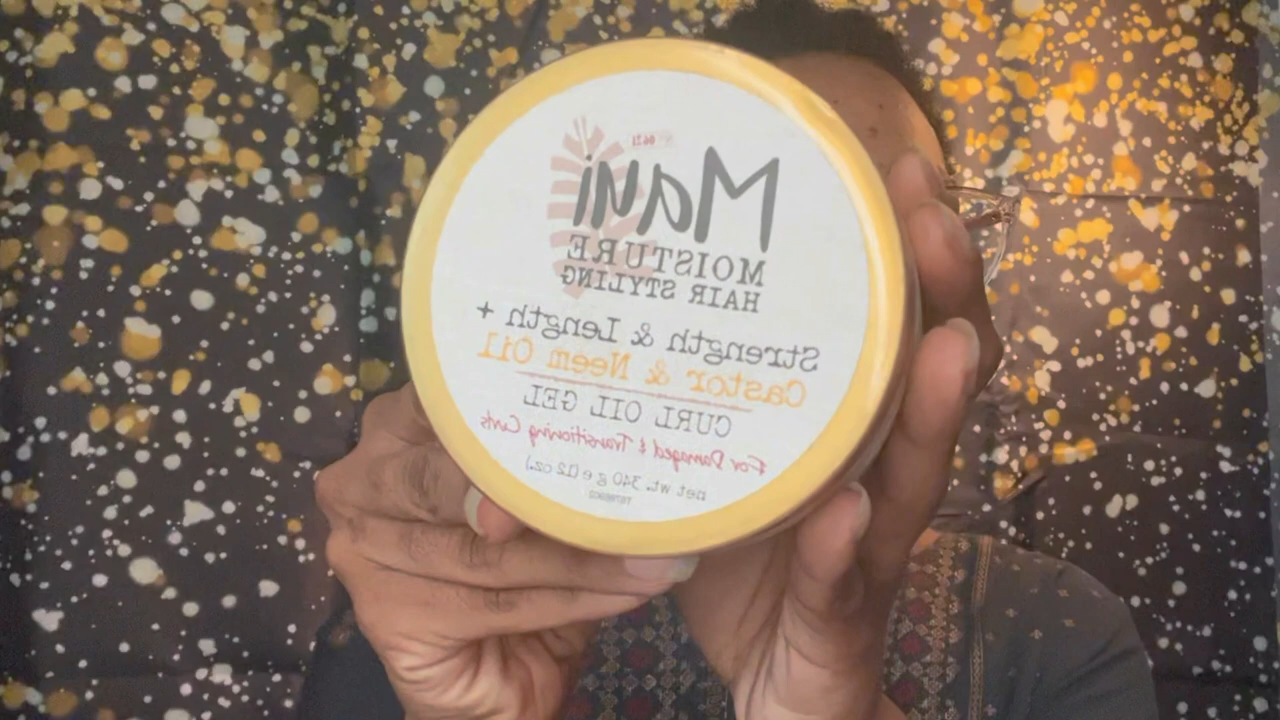 Maui
MOISTURE
HAIR STYLING
Strength & Length +
Castor & Neem Oil
CURL OIL GEL
For Damaged & Transitioning Curls
net wt. 340 g e (12 oz.)